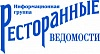 Информационная
группа
Ресторанные
ВЕДОМОСТИ